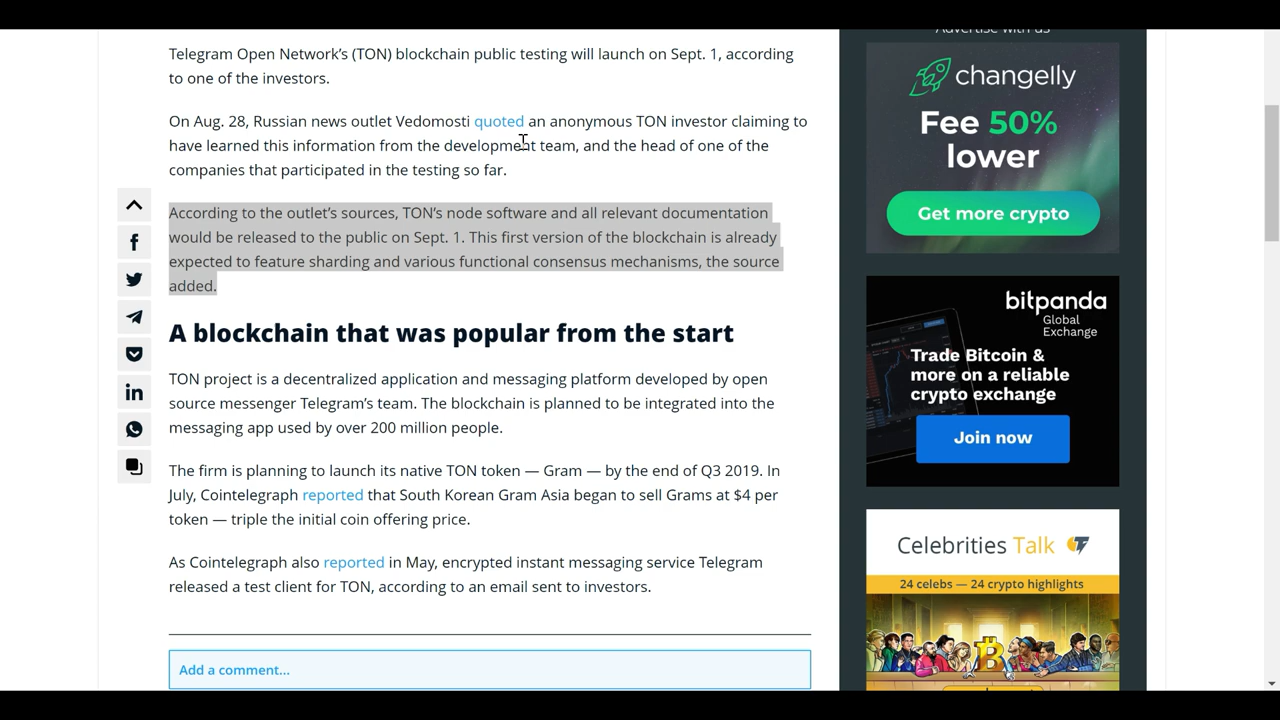 Telegram Open Network’s (TON) blockchain public testing will launch on Sept. 1, according
to one of the investors.
On Aug. 28, Russian news outlet Vedomosti quoted an anonymous TON investor claiming to
have learned this information from the development team, and the head of one of the
companies that participated in the testing so far.
According to the outlet’s sources, TON’s node software and all relevant documentation
would be released to the public on Sept. 1. This first version of the blockchain is already
expected to feature sharding and various functional consensus mechanisms, the source
added.
A blockchain that was popular from the start
TON project is a decentralized application and messaging platform developed by open
source messenger Telegram’s team. The blockchain is planned to be integrated into the
messaging app used by over 200 million people.
The firm is planning to launch its native TON token — Gram — by the end of Q3 2019. In
July, Cointelegraph reported that South Korean Gram Asia began to sell Grams at $4 per
token — triple the initial coin offering price.
As Cointelegraph also reported in May, encrypted instant messaging service Telegram
released a test client for TON, according to an email sent to investors.
Add a comment...
Advertise with us
changelly
Fee 50%
lower
Get more crypto
bitpanda
Global
Exchange
Trade Bitcoin &
more on a reliable
crypto exchange
Join now
Celebrities Talk
24 celebs — 24 crypto highlights